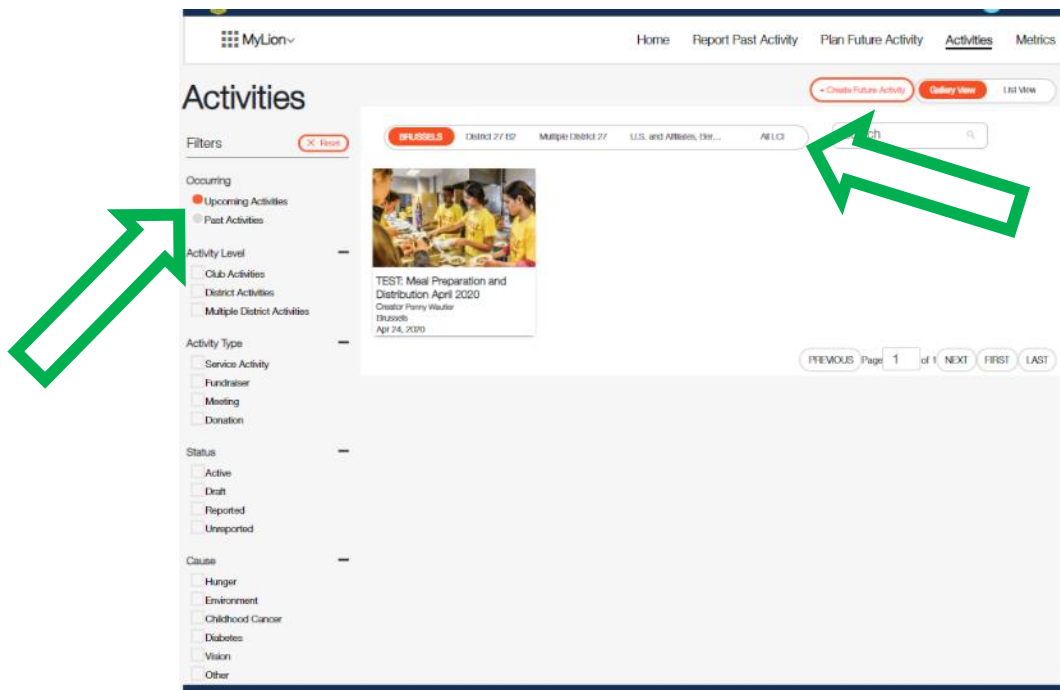 MyLion
Home Report Past Activity Plan Future Activity Activities Metrics
Activities
+ Create Future Activity Gallery View List View
Filters X Reset
BRUSSELS District 27 B2 Multiple District 27 U.S. and Affiliates, Ber... All LCI
Occurring
Upcoming Activities
Past Activities
Activity Level
Club Activities
District Activities
Multiple District Activities
TEST: Meal Preparation and
Distribution April 2020
Creator Penny Wautier
Brussels
Apr 24, 2020
Activity Type
Service Activity
Fundraiser
Meeting
Donation
PREVIOUS Page 1 of 1 NEXT FIRST LAST
Status
Active
Draft
Reported
Unreported
Cause
Hunger
Environment
Childhood Cancer
Diabetes
Vision
Other